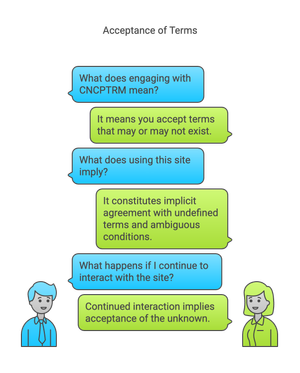 Acceptance of Terms
What does engaging with
CNCPTRM mean?
It means you accept terms
that may or may not exist.
What does using this site
imply?
It constitutes implicit
agreement with undefined
terms and ambiguous
conditions.
What happens if I continue to
interact with the site?
Continued interaction implies
acceptance of the unknown.